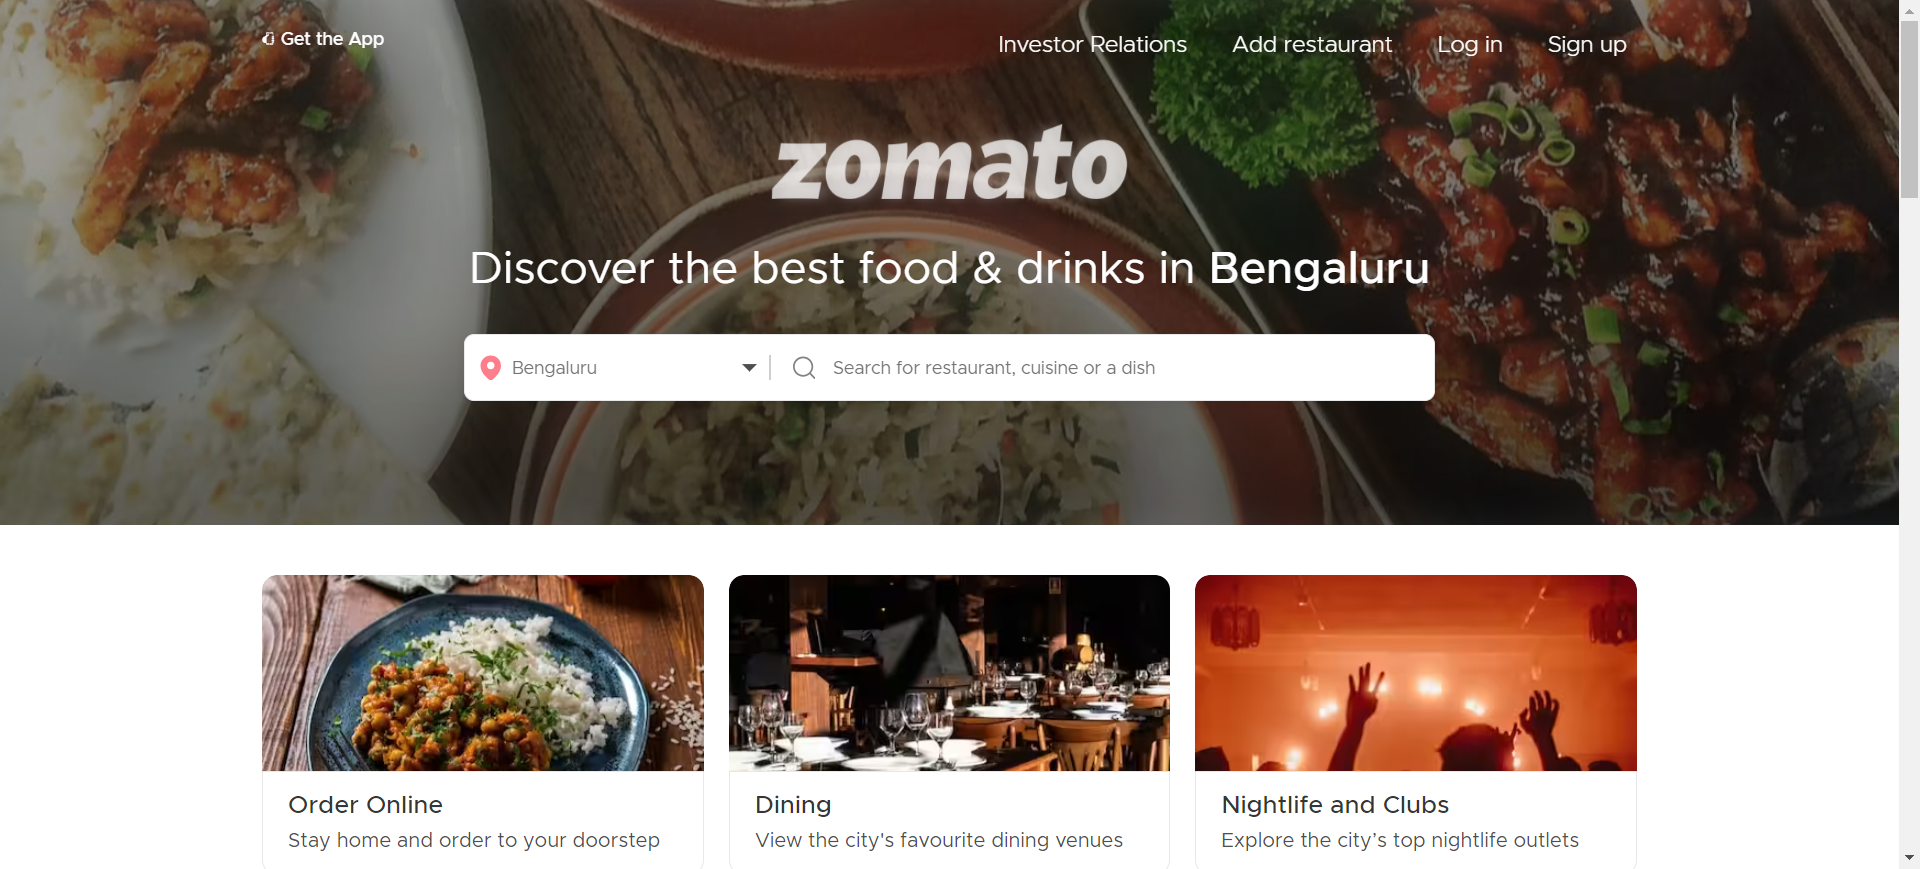 Get the App
Investor Relations
Add restaurant
Log in
Sign up
zomato
Discover the best food & drinks in Bengaluru
Bengaluru
Search for restaurant, cuisine or a dish
Order Online
Stay home and order to your doorstep
Dining
View the city's favourite dining venues
Nightlife and Clubs
Explore the city’s top nightlife outlets